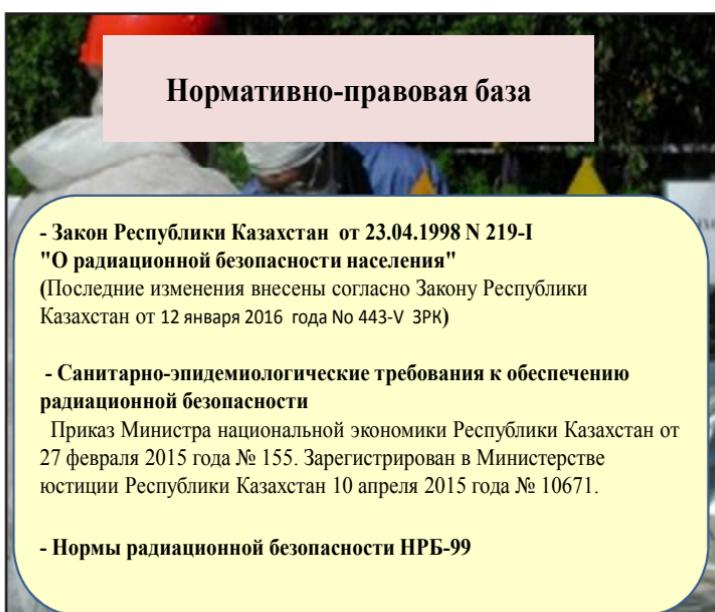 Нормативно-правовая база
- Закон Республики Казахстан от 23.04.1998 N 219-I
"О радиационной безопасности населения"
(Последние изменения внесены согласно Закону Республики
Казахстан от 12 января 2016 года No 443-V ЗРК)
- Санитарно-эпидемиологические требования к обеспечению
радиационной безопасности
Приказ Министра национальной экономики Республики Казахстан от
27 февраля 2015 года № 155. Зарегистрирован в Министерстве
юстиции Республики Казахстан 10 апреля 2015 года № 10671.
- Нормы радиационной безопасности НРБ-99